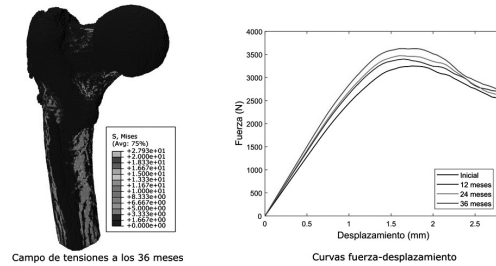 S, Mises
(Avg: 75%)
+2.793e+01
+2.000e+01
+1.833e+01
+1.667e+01
+1.500e+01
+1.333e+01
+1.167e+01
+1.000e+01
+8.333e+00
+6.667e+00
+5.000e+00
+3.333e+00
+1.667e+00
+0.000e+00
Campo de tensiones a los 36 meses
4000
3500
3000
2500
2000
1500
1000
500
0
Fuerza (N)
0
0.5
1
1.5
2
2.5
Desplazamiento (mm)
Inicial
12 meses
24 meses
36 meses
Curvas fuerza-desplazamiento